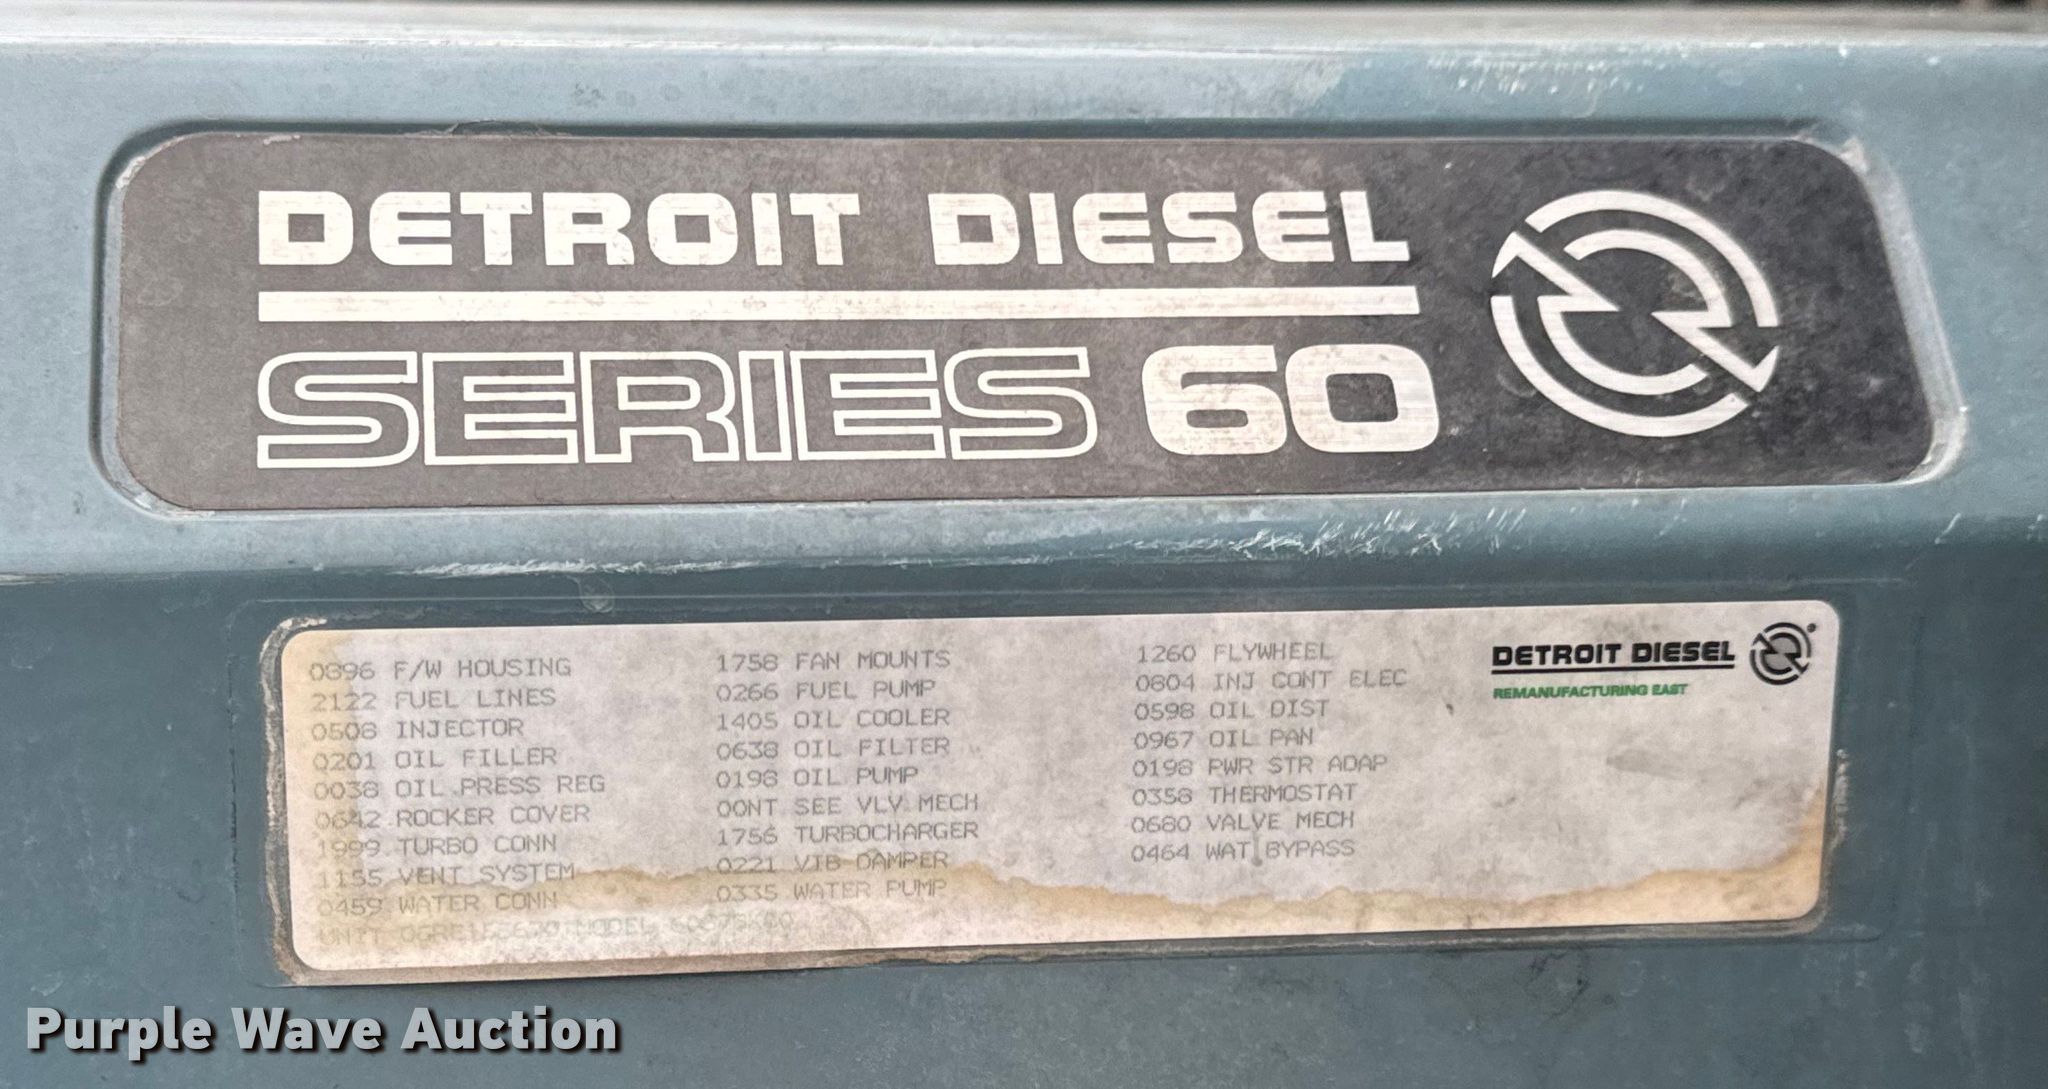 DETROIT DIESEL
SERIES 60
0896 F/W HOUSING
2122 FUEL LINES
0508 INJECTOR
0201 OIL FILLER
0038 OIL PRESS REG
0642 ROCKER COVER
1999 TURBO CONN
1155 VENT SYSTEM
0459 WATER CONN
UNIT MODEL
1758 FAN MOUNTS
0266 FUEL PUMP
1405 OIL COOLER
0638 OIL FILTER
0198 OIL PUMP
00NT SEE VLV MECH
1756 TURBOCHARGER
0221 VIB DAMPER
0335 WATER PUMP
1260 FLYWHEEL
0804 INJ CONT ELEC
0598 OIL DIST
0967 OIL PAN
0198 PWR STR ADAP
0358 THERMOSTAT
0680 VALVE MECH
0464 WAT BYPASS
DETROIT DIESEL ®
REMANUFACTURING EAST
Purple Wave Auction